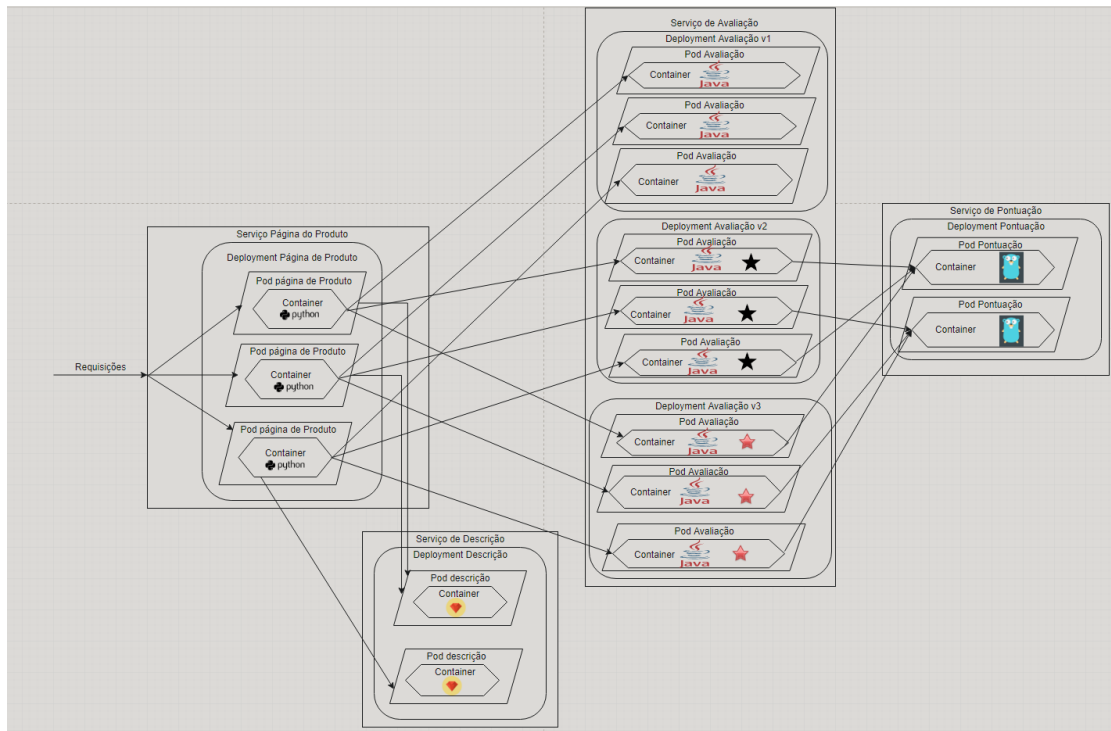 Serviço de Avaliação
Deployment Avaliação v1
Pod Avaliação
Container
Java
Pod Avaliação
Container
Java
Pod Avaliação
Container
Java
Deployment Avaliação v2
Pod Avaliação
Container
Java
Pod Avaliação
Container
Java
Pod Avaliação
Container
Java
Deployment Avaliação v3
Pod Avaliação
Container
Java
Pod Avaliação
Container
Java
Pod Avaliação
Container
Java
Serviço de Pontuação
Deployment Pontuação
Pod Pontuação
Container
Pod Pontuação
Container
Serviço Página do Produto
Deployment Página de Produto
Pod página de Produto
Container
python
Pod página de Produto
Container
python
Pod página de Produto
Container
python
Requisições
Serviço de Descrição
Deployment Descrição
Pod descrição
Container
Pod descrição
Container